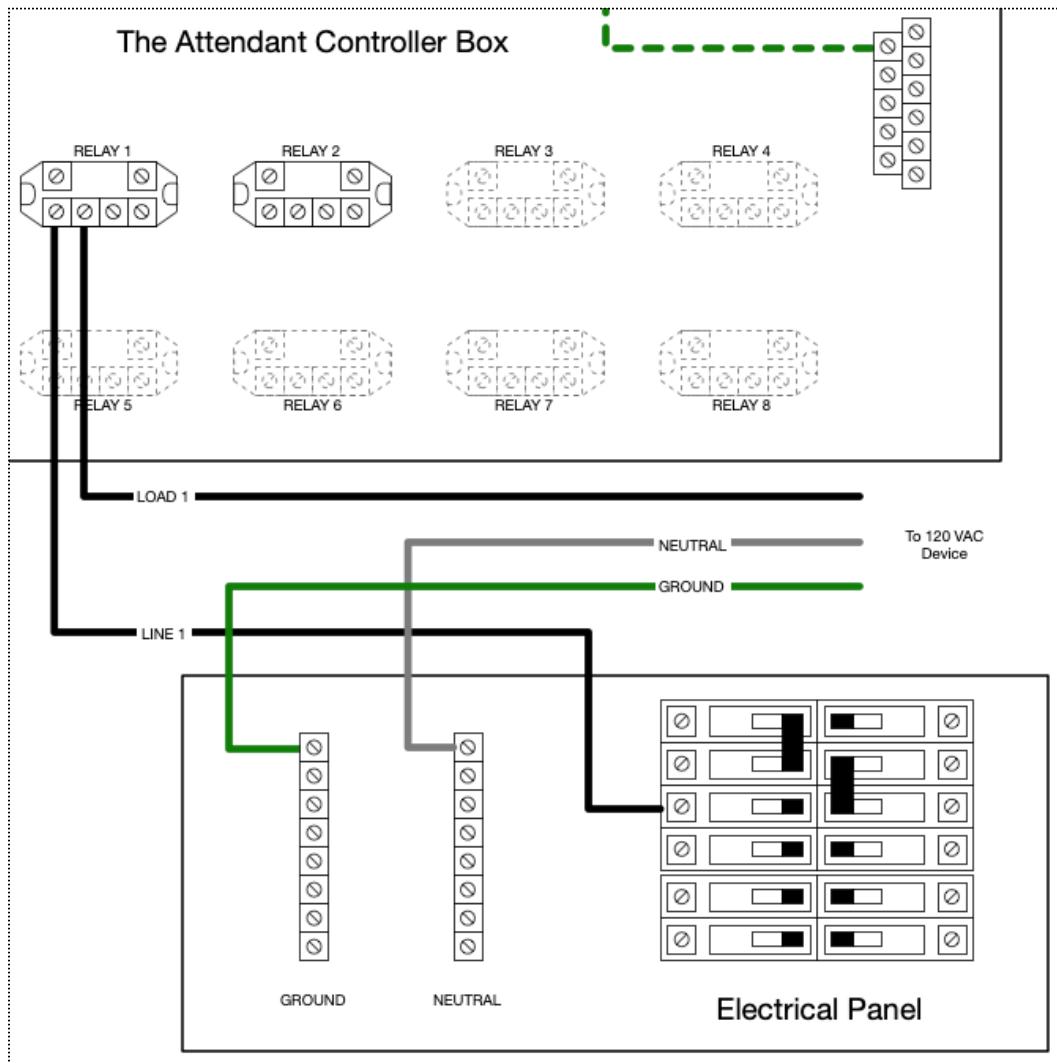 The Attendant Controller Box
RELAY 1
RELAY 2
RELAY 3
RELAY 4
RELAY 5
RELAY 6
RELAY 7
RELAY 8
LOAD 1
NEUTRAL
To 120 VAC
Device
GROUND
LINE 1
GROUND
NEUTRAL
Electrical Panel